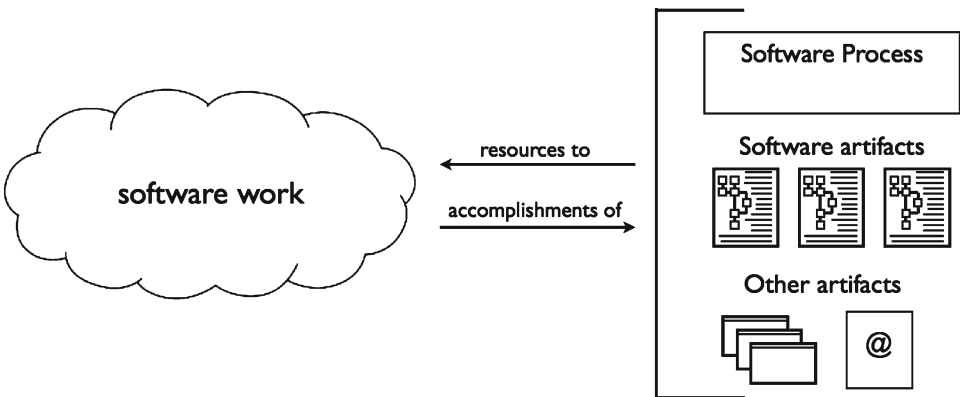 software work
resources to
accomplishments of
Software Process
Software artifacts
Other artifacts
@